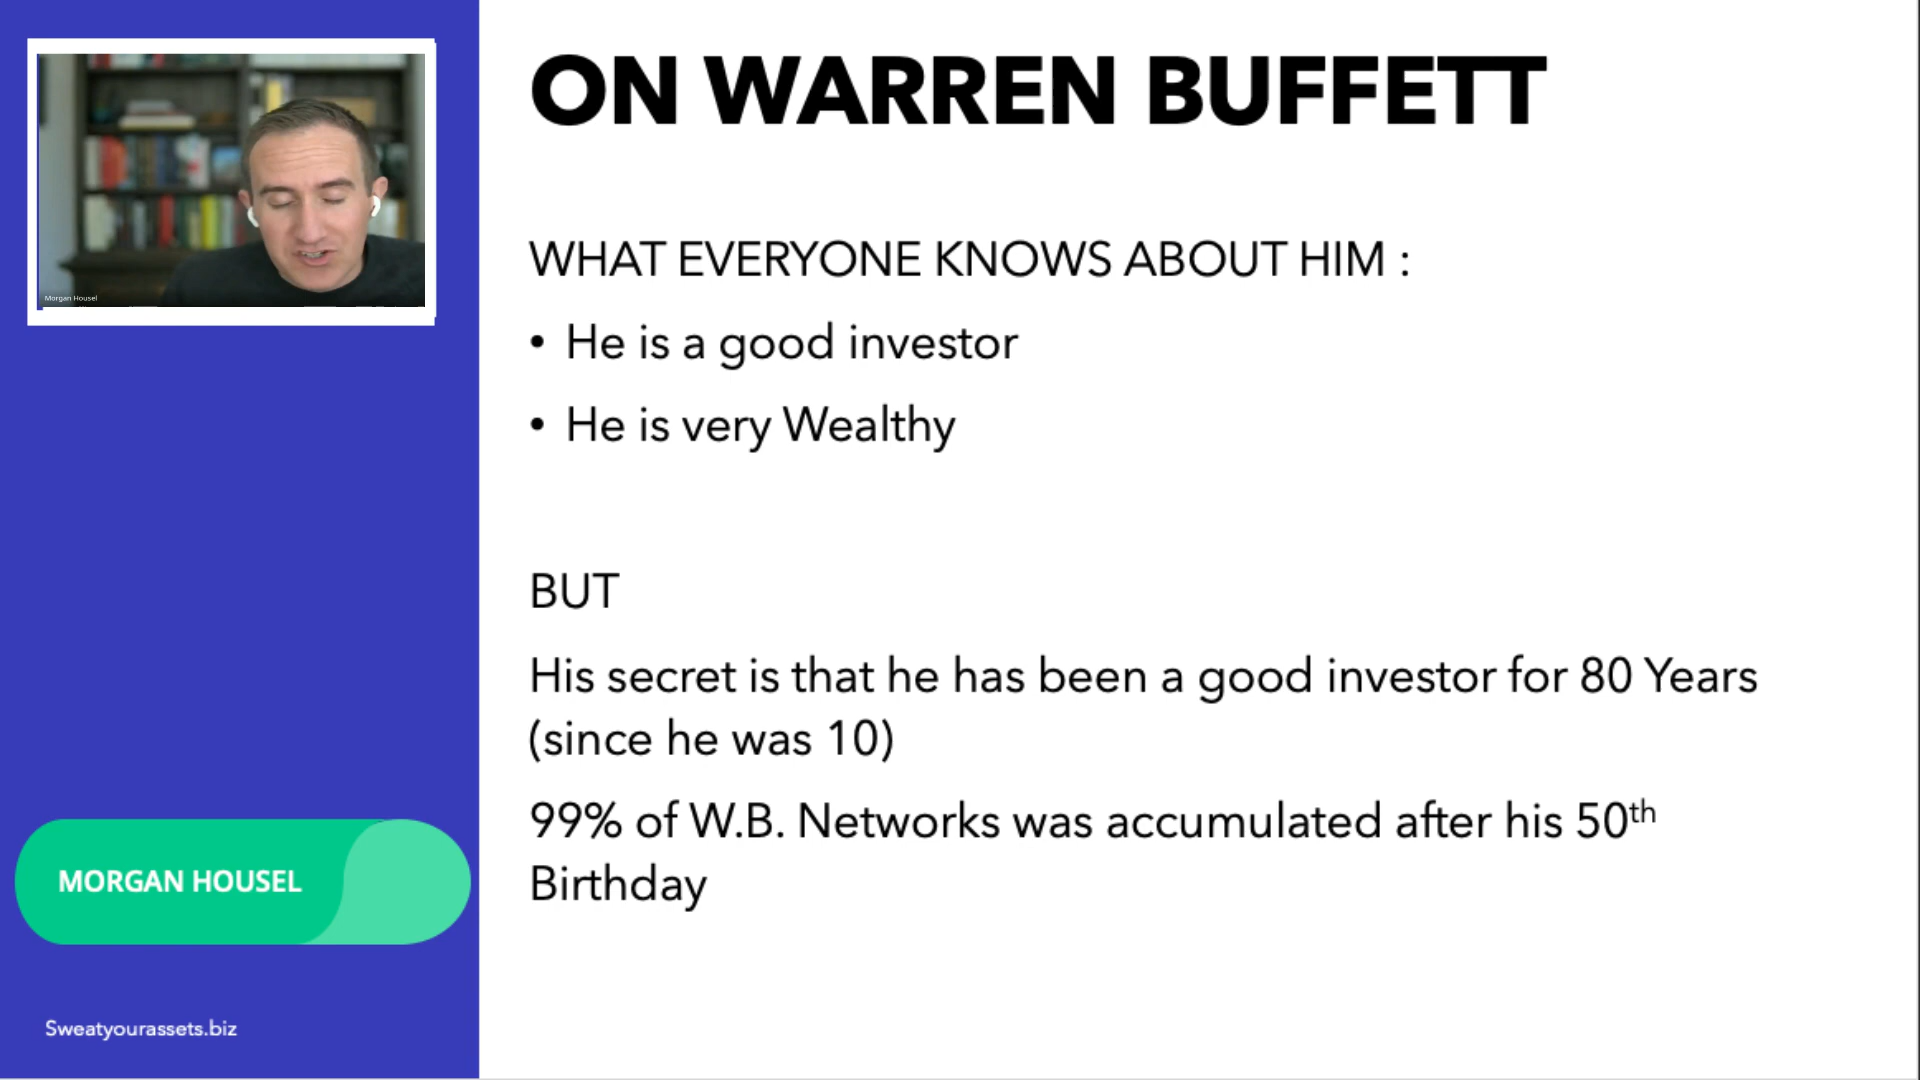 Morgan Housel
MORGAN HOUSEL
Sweatyourassets.biz
ON WARREN BUFFETT
WHAT EVERYONE KNOWS ABOUT HIM :
• He is a good investor
• He is very Wealthy
BUT
His secret is that he has been a good investor for 80 Years
(since he was 10)
99% of W.B. Networks was accumulated after his 50th
Birthday